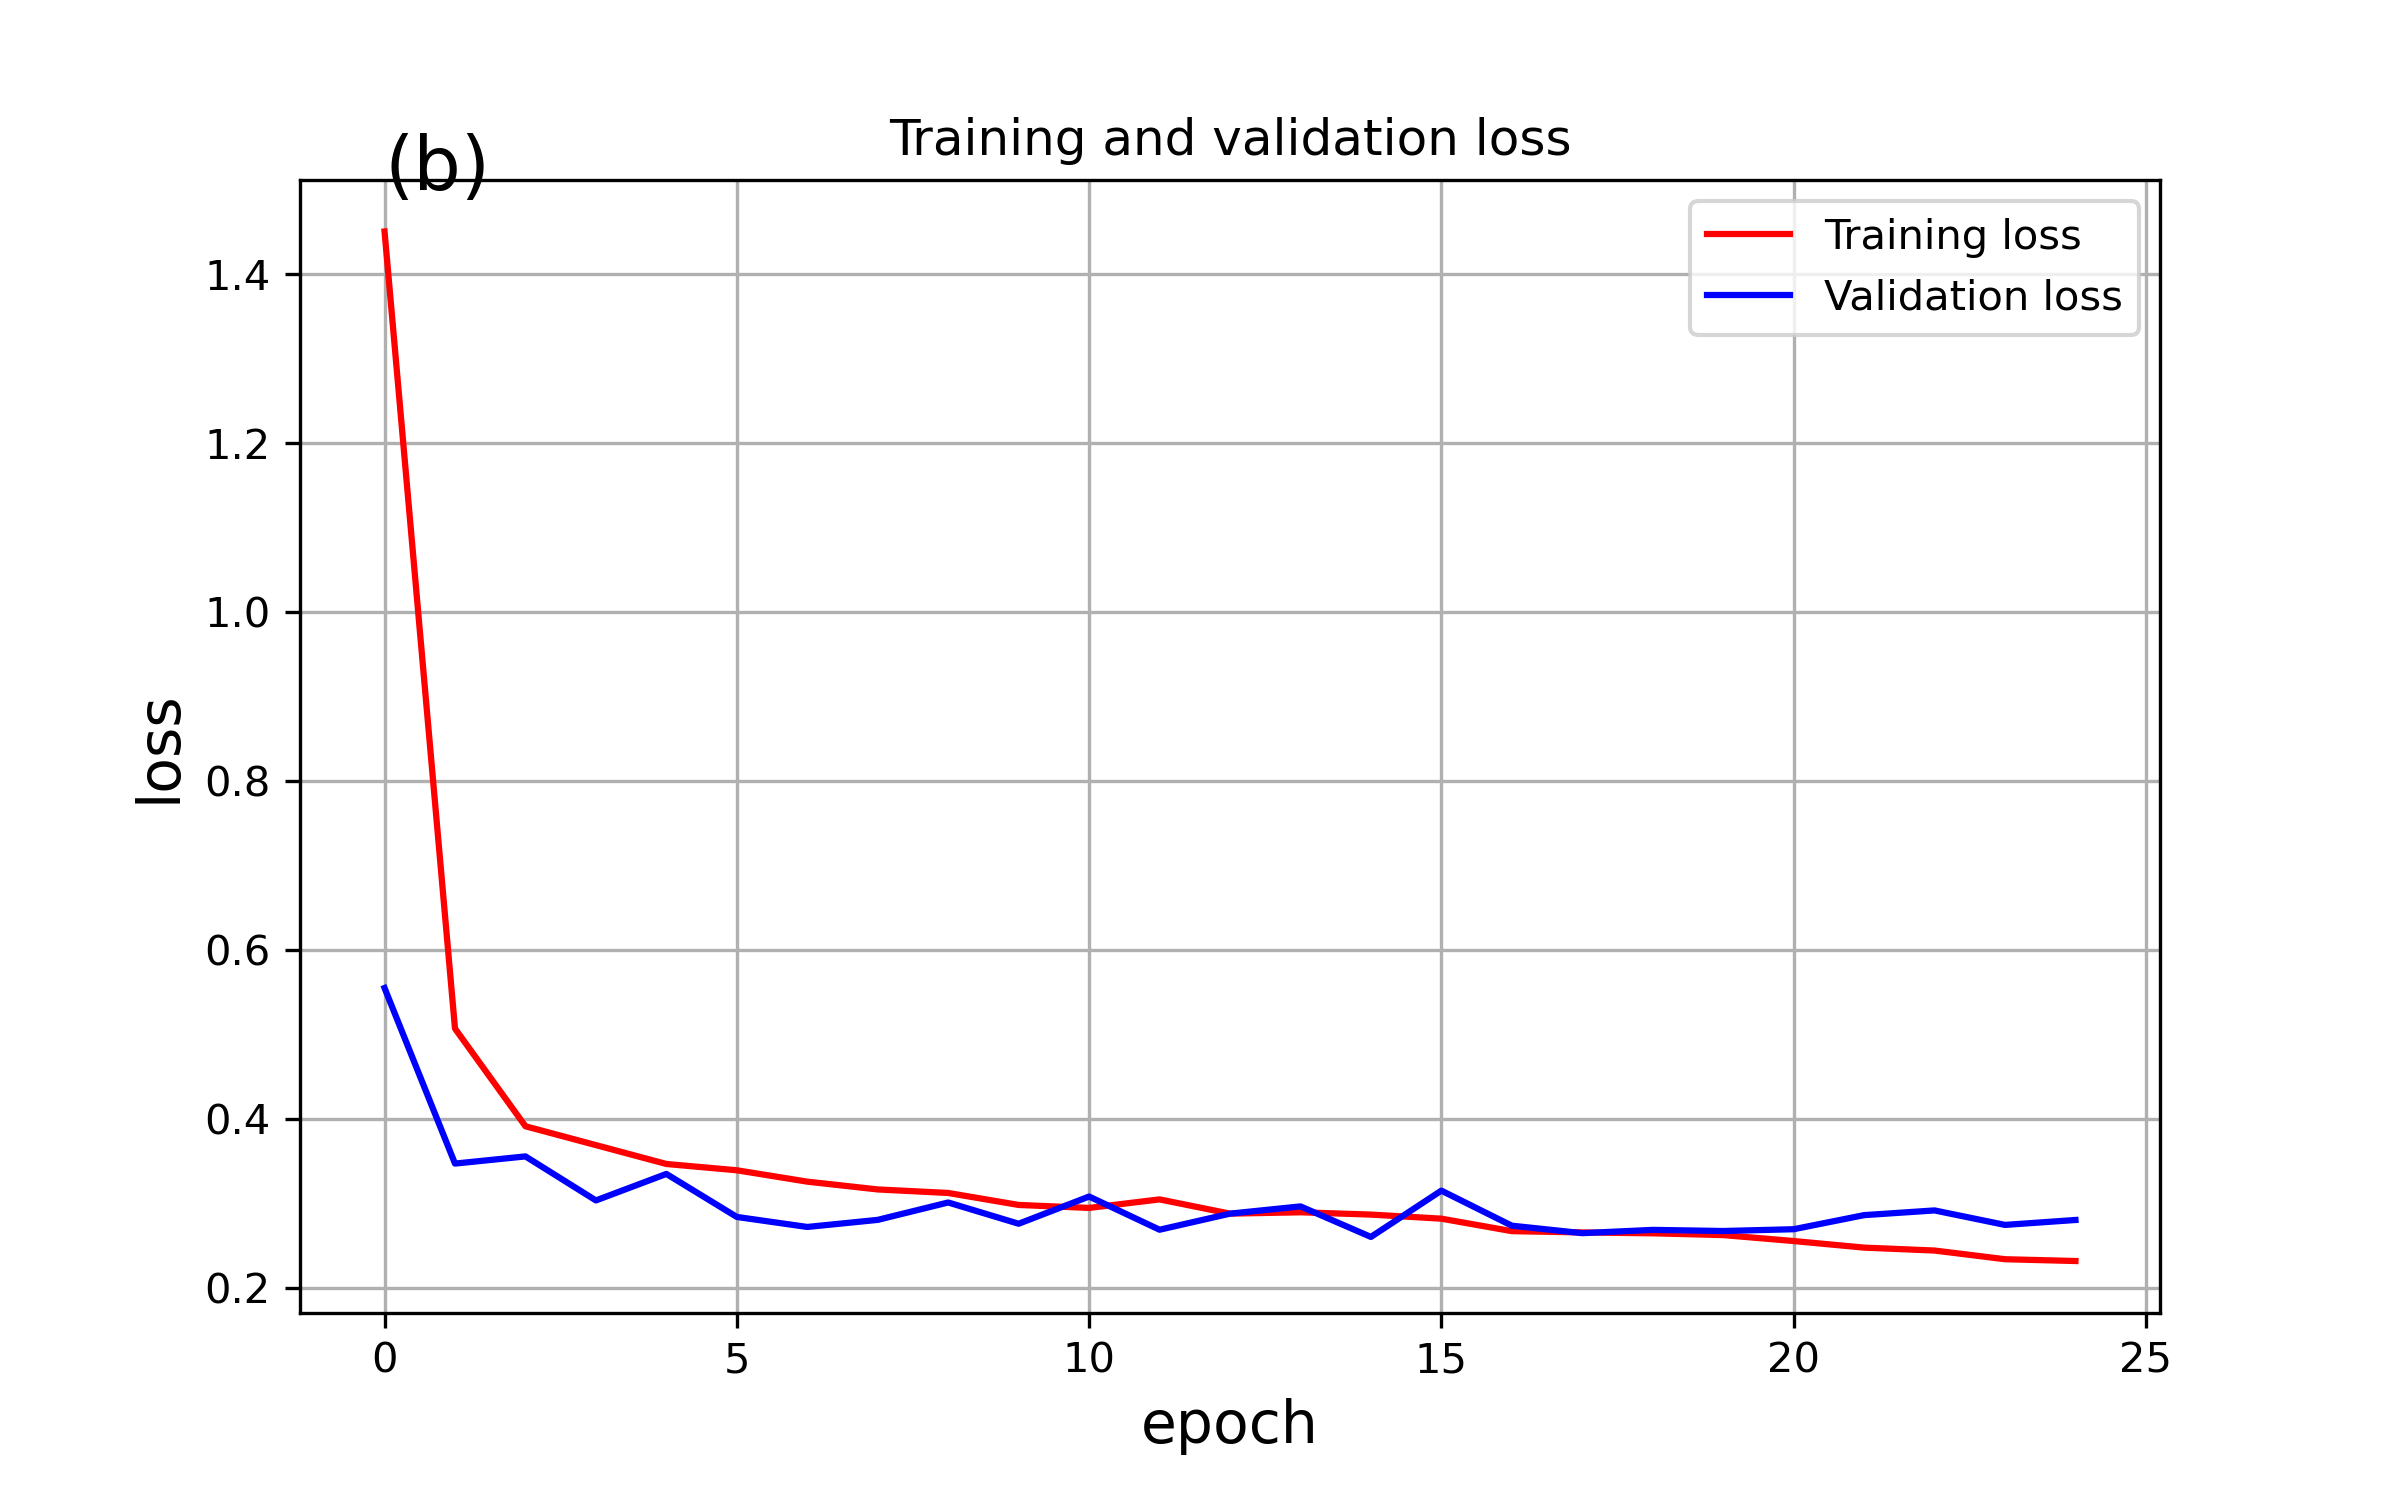 (b)
Training and validation loss
Training loss
Validation loss
1.4
1.2
1.0
0.8
0.6
0.4
0.2
loss
0 5 10 15 20 25
epoch